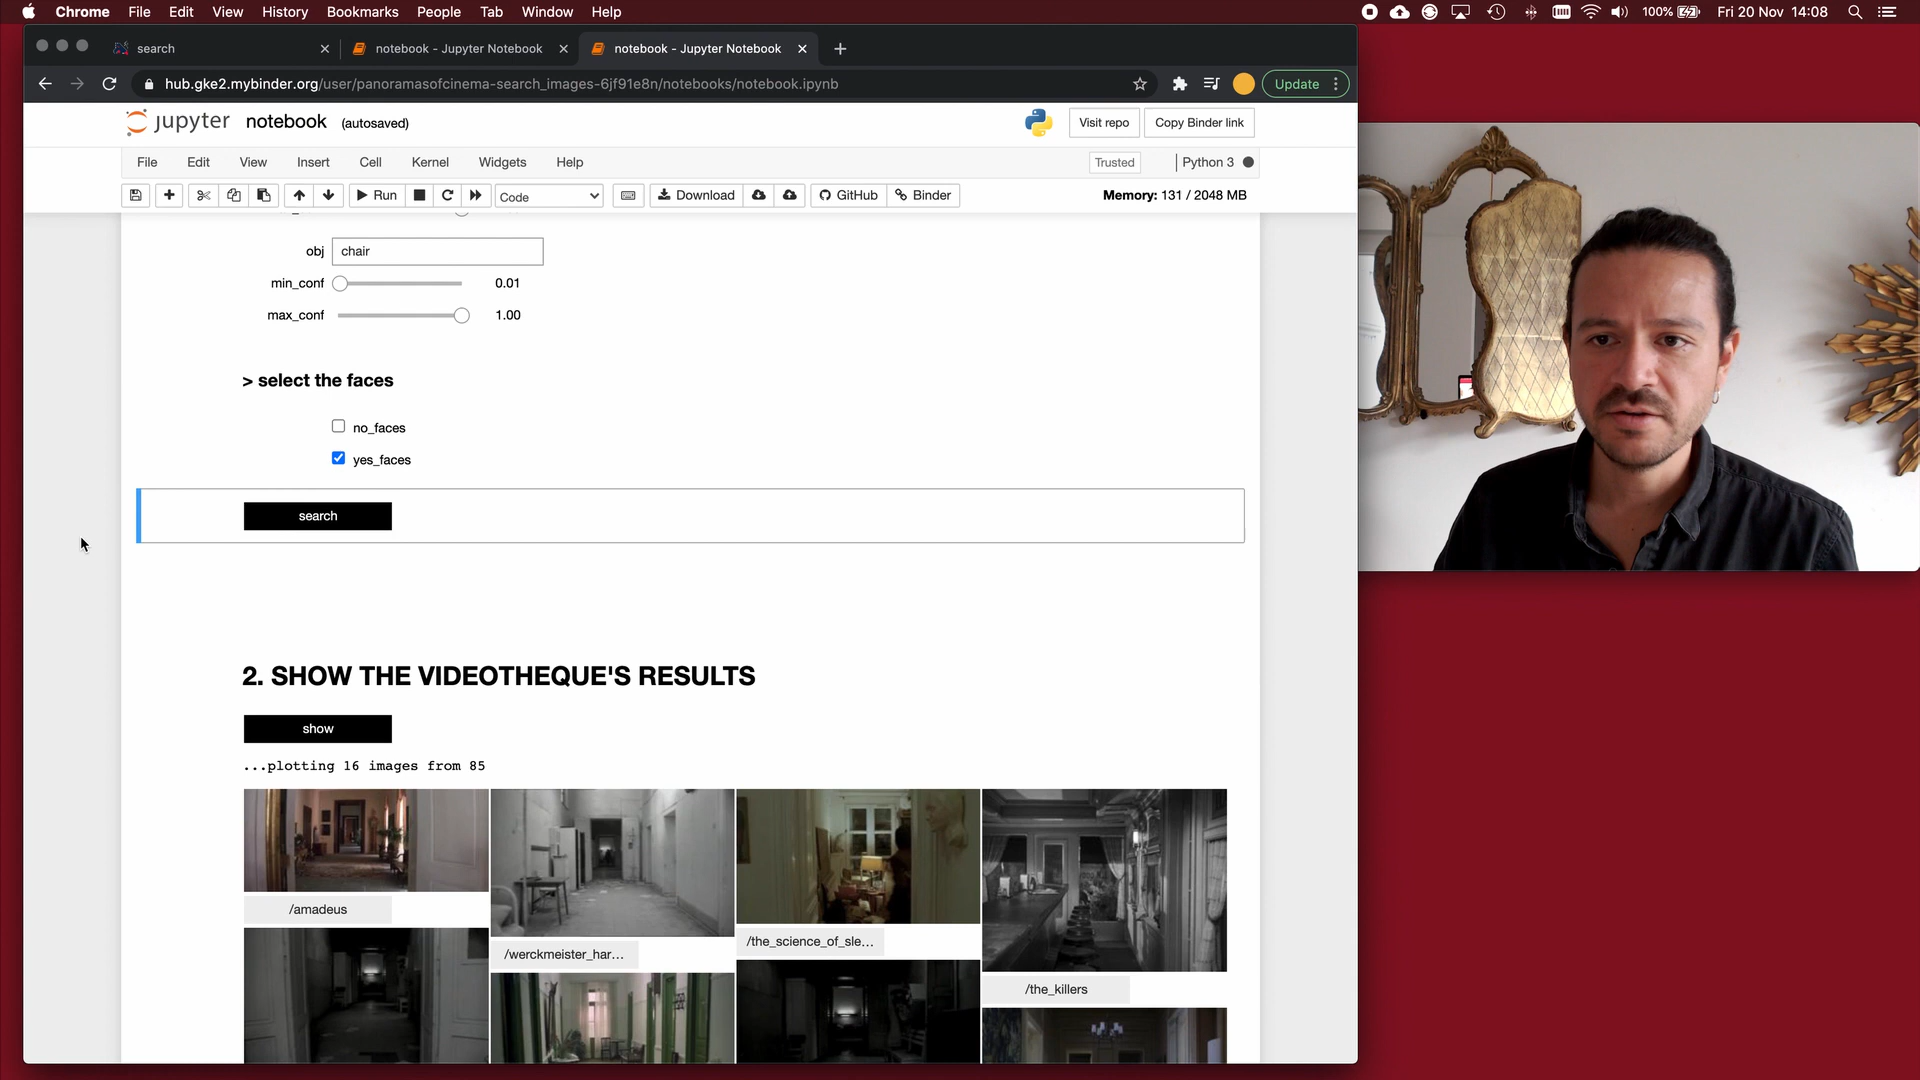 Chrome File Edit View History Bookmarks People Tab Window Help 100% Fri 20 Nov 14:08
search notebook - Jupyter Notebook notebook - Jupyter Notebook
hub.gke2.mybinder.org/user/panoramasofcinema-search_images-6jf91e8n/notebooks/notebook.ipynb Update
jupyter notebook (autosaved) Visit repo Copy Binder link
File Edit View Insert Cell Kernel Widgets Help Trusted Python 3
Run Code Download GitHub Binder Memory: 131 / 2048 MB
obj chair
min_conf 0.01
max_conf 1.00
> select the faces
no_faces
yes_faces
search
2. SHOW THE VIDEOTHEQUE'S RESULTS
show
...plotting 16 images from 85
/amadeus
/the_science_of_sle...
/werckmeister_har...
/the_killers